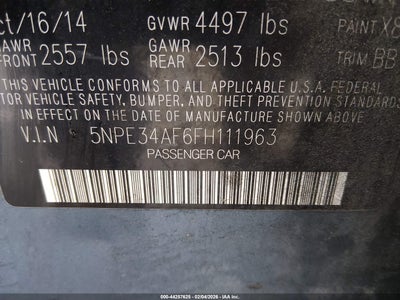 ct/16/14 GVWR 4497 lbs PAINT X8
GAWR FRONT 2557 lbs GAWR REAR 2513 lbs TRIM BB
THIS VEHICLE CONFORMS TO ALL APPLICABLE U.S.A. FEDERAL
TOR VEHICLE SAFETY, BUMPER, AND THEFT PREVENTION STANDARDS
IN EFFECT ON THE DATE OF MANUFACTURE SHOWN ABOVE.
V.I.N 5NPE34AF6FH111963
PASSENGER CAR
000-44257625 - 02/04/2026 - IAA Inc.